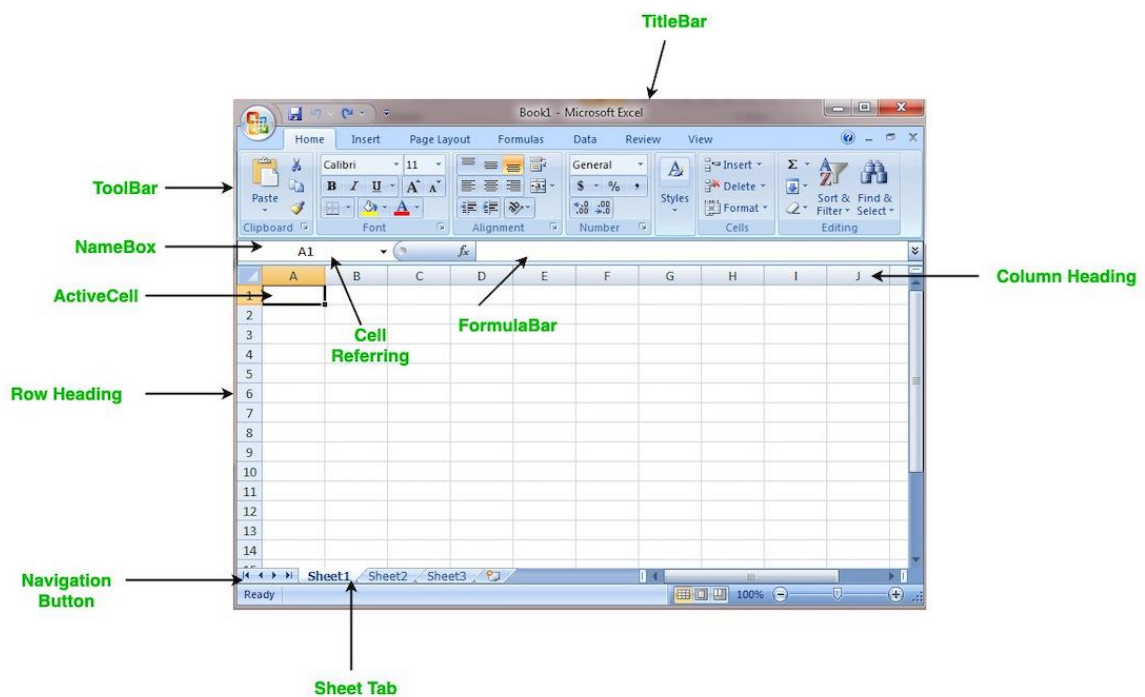 TitleBar
Book1 - Microsoft Excel
Home Insert Page Layout Formulas Data Review View
Calibri 11 General Insert Σ
ToolBar
Paste B I U A A $ % , Styles Delete Sort & Find &
A .00 .00 Format Filter Select
Clipboard Font Alignment Number Cells Editing
NameBox
A1 fx
A B C D E F G H I J
Column Heading
ActiveCell
1
2
FormulaBar
3
Cell
Referring
4
5
Row Heading
6
7
8
9
10
11
12
13
14
Navigation
Button
Sheet1 Sheet2 Sheet3
Ready 100%
Sheet Tab